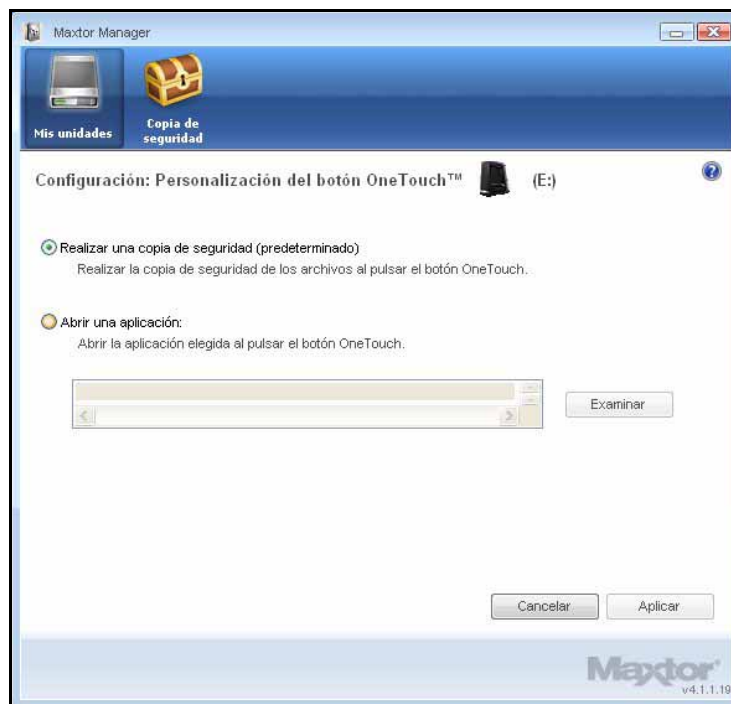 Maxtor Manager
Mis unidades
Copia de
seguridad
Configuración: Personalización del botón OneTouch™ (E:)
Realizar una copia de seguridad (predeterminado)
Realizar la copia de seguridad de los archivos al pulsar el botón OneTouch.
Abrir una aplicación:
Abrir la aplicación elegida al pulsar el botón OneTouch.
Examinar
Cancelar Aplicar
Maxtor
v4.1.1.19